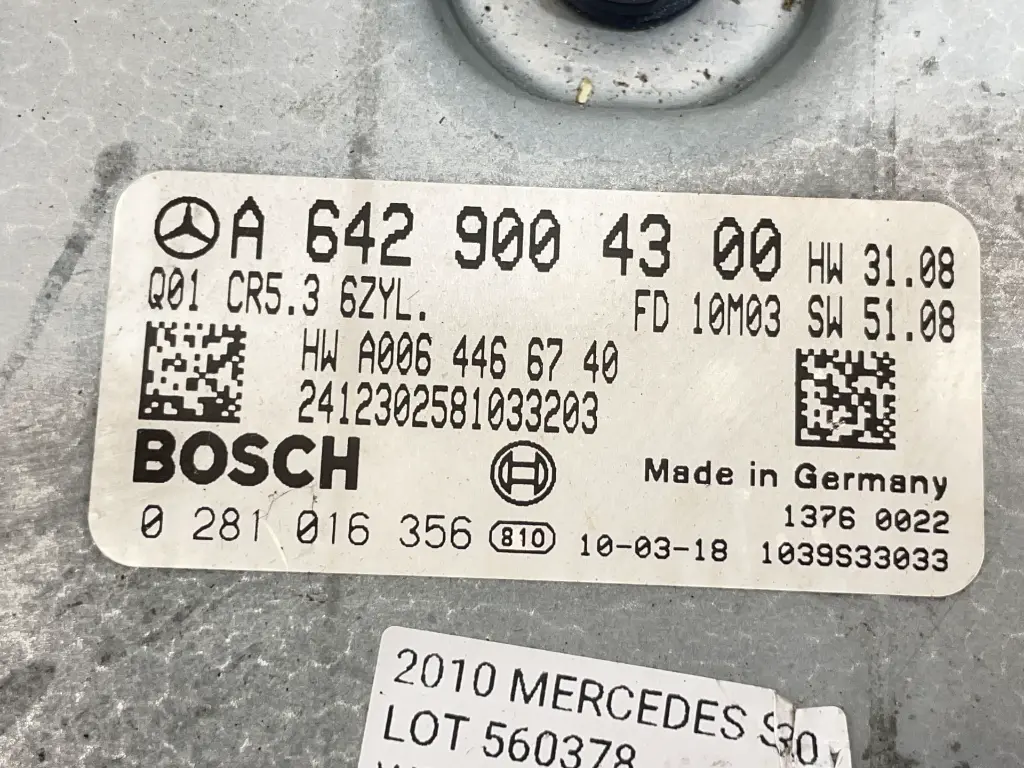 A 642 900 43 00 HW 31.08
Q01 CR5.3 6ZYL. FD 10M03 SW 51.08
HW A006 446 67 40
2412302581033203
BOSCH
Made in Germany
1376 0022
0 281 016 356 810 10-03-18 1039S33033
2010 MERCEDES
LOT 560378